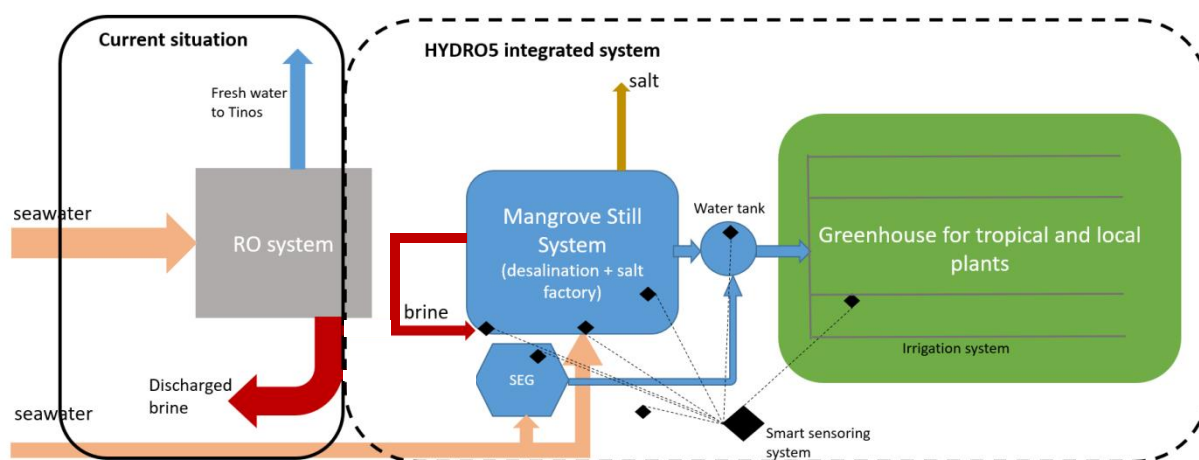 Current situation
HYDRO5 integrated system
Fresh water
to Tinos
salt
seawater
RO system
Mangrove Still
System
(desalination + salt
factory)
Water tank
Greenhouse for tropical and local
plants
brine
Irrigation system
SEG
Discharged
brine
seawater
Smart sensoring
system